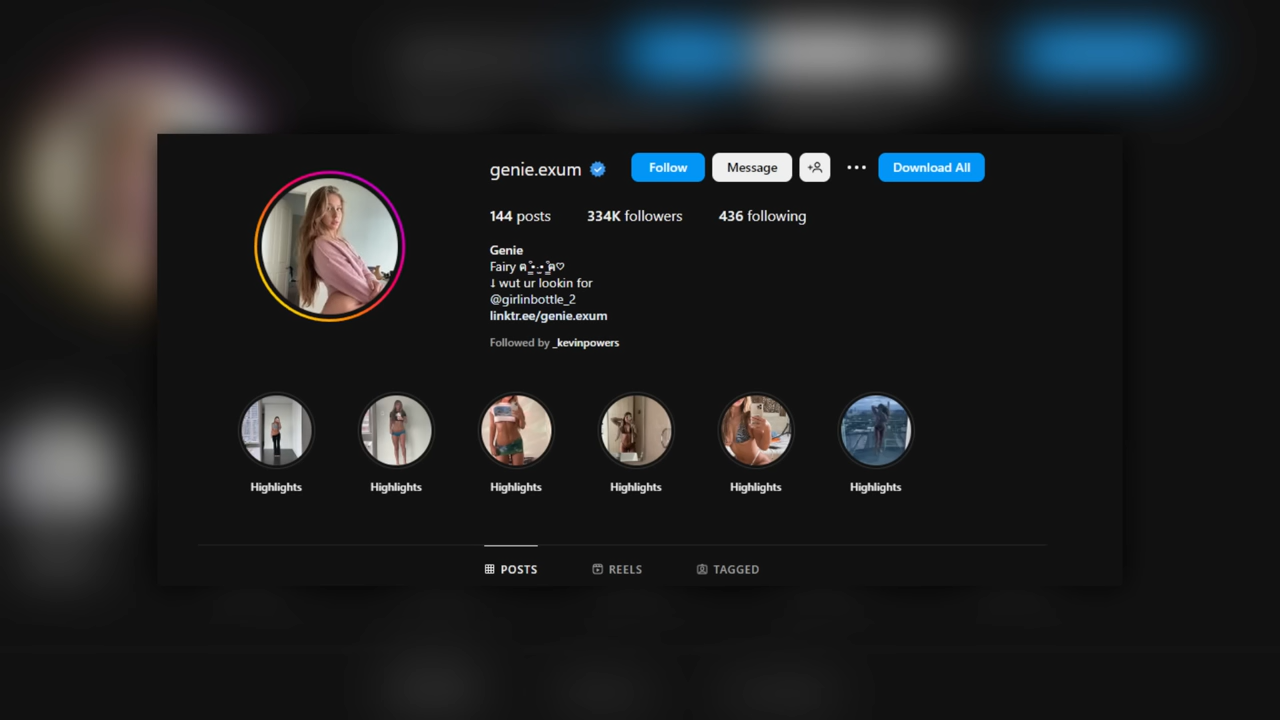 genie.exum Follow Message Download All
144 posts 334K followers 436 following
Genie
Fairy
⭣ wut ur lookin for
@girlinbottle_2
linktr.ee/genie.exum
Followed by _kevinpowers
Highlights Highlights Highlights Highlights Highlights Highlights
POSTS REELS TAGGED